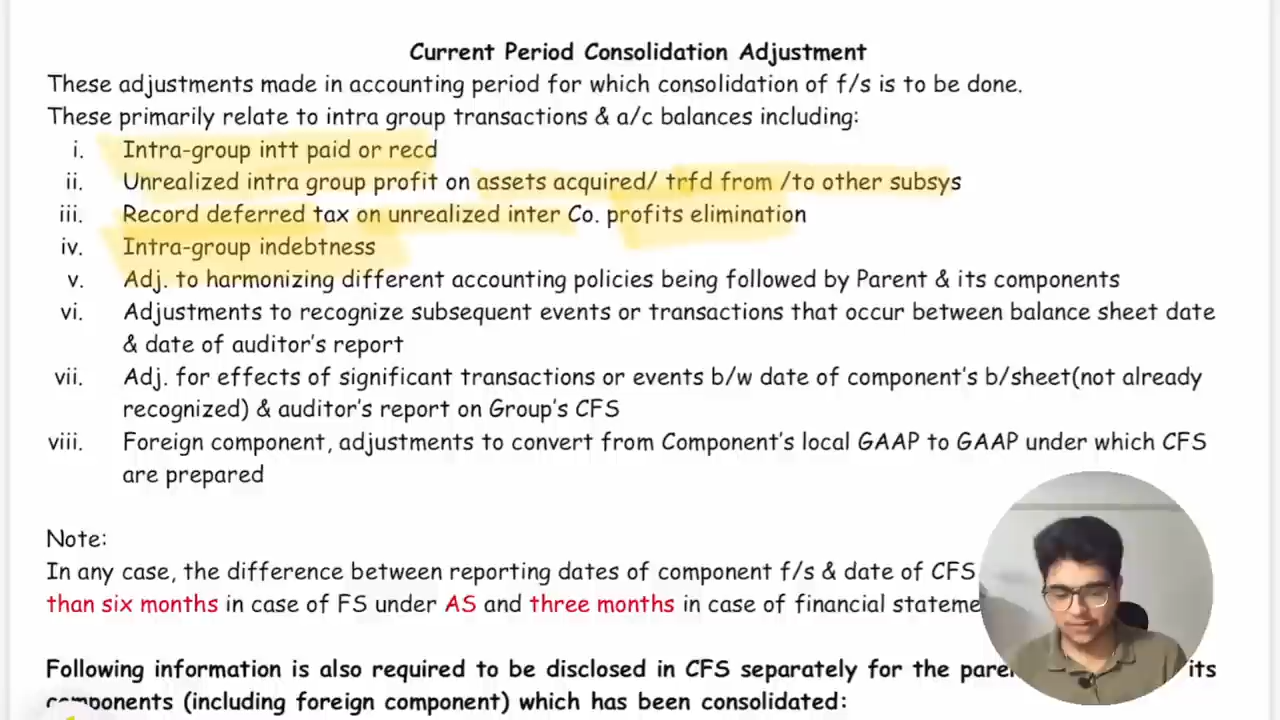 Current Period Consolidation Adjustment
These adjustments made in accounting period for which consolidation of f/s is to be done.
These primarily relate to intra group transactions & a/c balances including:
i. Intra-group intt paid or recd
ii. Unrealized intra group profit on assets acquired/ trfd from /to other subsys
iii. Record deferred tax on unrealized inter Co. profits elimination
iv. Intra-group indebtness
v. Adj. to harmonizing different accounting policies being followed by Parent & its components
vi. Adjustments to recognize subsequent events or transactions that occur between balance sheet date
& date of auditor's report
vii. Adj. for effects of significant transactions or events b/w date of component's b/sheet(not already
recognized) & auditor's report on Group's CFS
viii. Foreign component, adjustments to convert from Component's local GAAP to GAAP under which CFS
are prepared
Note:
In any case, the difference between reporting dates of component f/s & date of CFS
than six months in case of FS under AS and three months in case of financial
Following information is also required to be disclosed in CFS separately for the its
components (including foreign component) which has been consolidated: